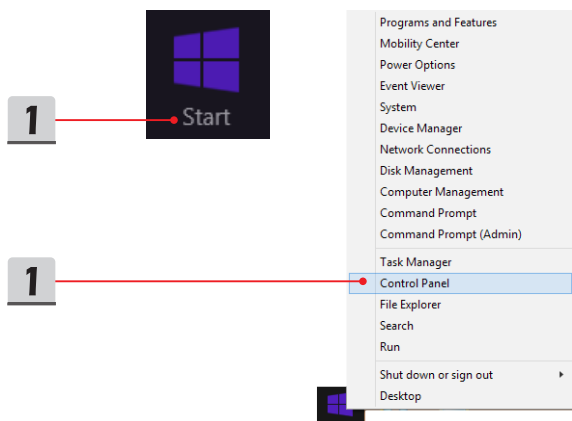 1
Start
1
Programs and Features
Mobility Center
Power Options
Event Viewer
System
Device Manager
Network Connections
Disk Management
Computer Management
Command Prompt
Command Prompt (Admin)
Task Manager
Control Panel
File Explorer
Search
Run
Shut down or sign out
Desktop